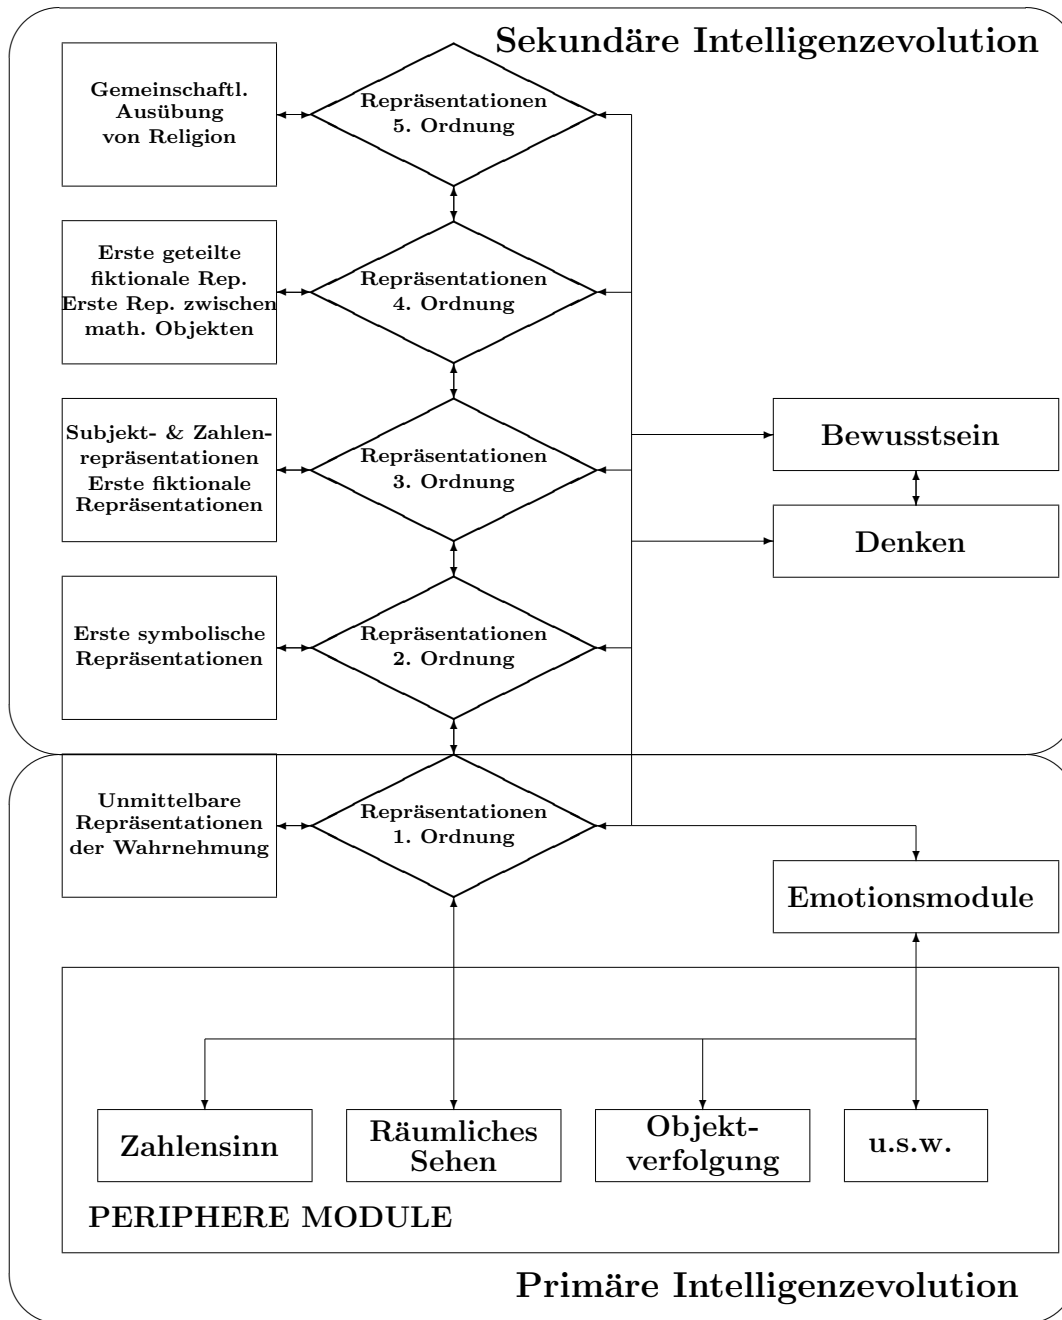 Sekundäre Intelligenzevolution
Gemeinschaftl.
Ausübung
von Religion
Repräsentationen
5. Ordnung
Erste geteilte
fiktionale Rep.
Erste Rep. zwischen
math. Objekten
Repräsentationen
4. Ordnung
Subjekt- & Zahlen-
repräsentationen
Erste fiktionale
Repräsentationen
Repräsentationen
3. Ordnung
Bewusstsein
Denken
Erste symbolische
Repräsentationen
Repräsentationen
2. Ordnung
Unmittelbare
Repräsentationen
der Wahrnehmung
Repräsentationen
1. Ordnung
Emotionsmodule
Zahlensinn
Räumliches
Sehen
Objekt-
verfolgung
u.s.w.
PERIPHERE MODULE
Primäre Intelligenzevolution